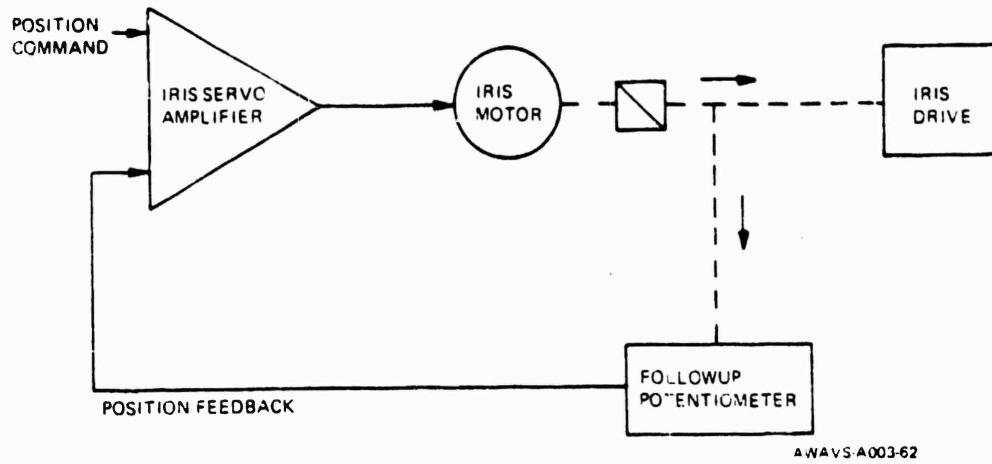 POSITION
COMMAND
IRIS SERVO
AMPLIFIER
IRIS
MOTOR
IRIS
DRIVE
FOLLOWUP
POTENTIOMETER
POSITION FEEDBACK
AWAVS-A003-62